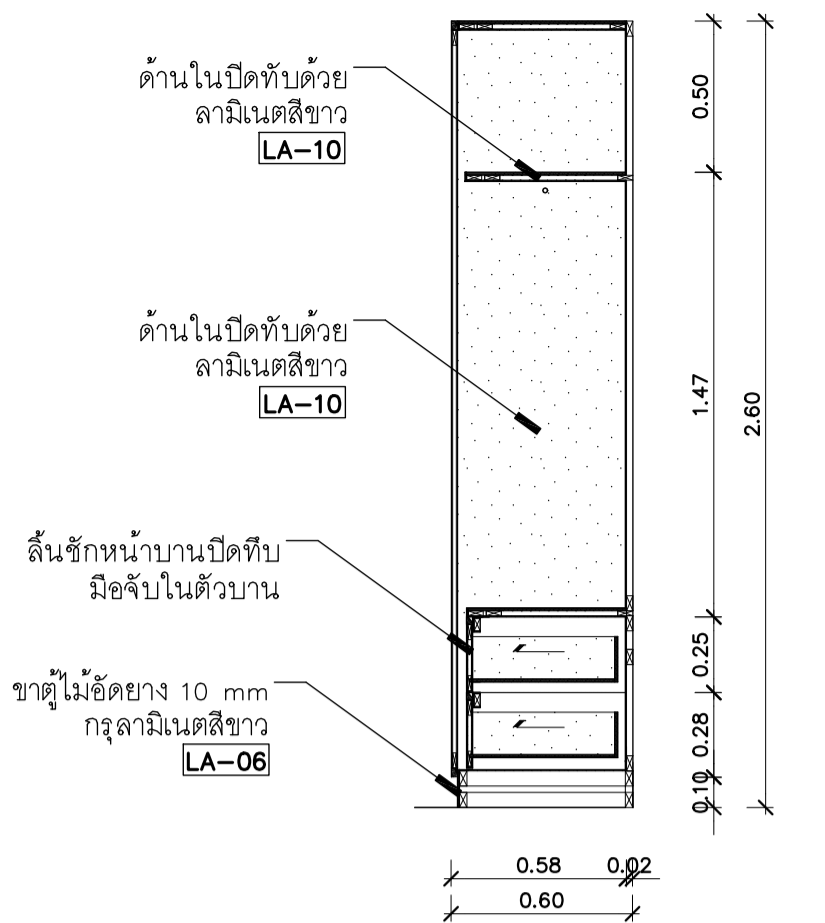 ด้านในปิดทับด้วย
ลามิเนตสีขาว
LA-10
ด้านในปิดทับด้วย
ลามิเนตสีขาว
LA-10
ลิ้นชักหน้าบานปิดทึบ
มือจับในตัวบาน
ขาตู้ไม้อัดยาง 10 mm
กรุลามิเนตสีขาว
LA-06
0.50
1.47
2.60
0.25
0.28
0.10
0.58
0.02
0.60